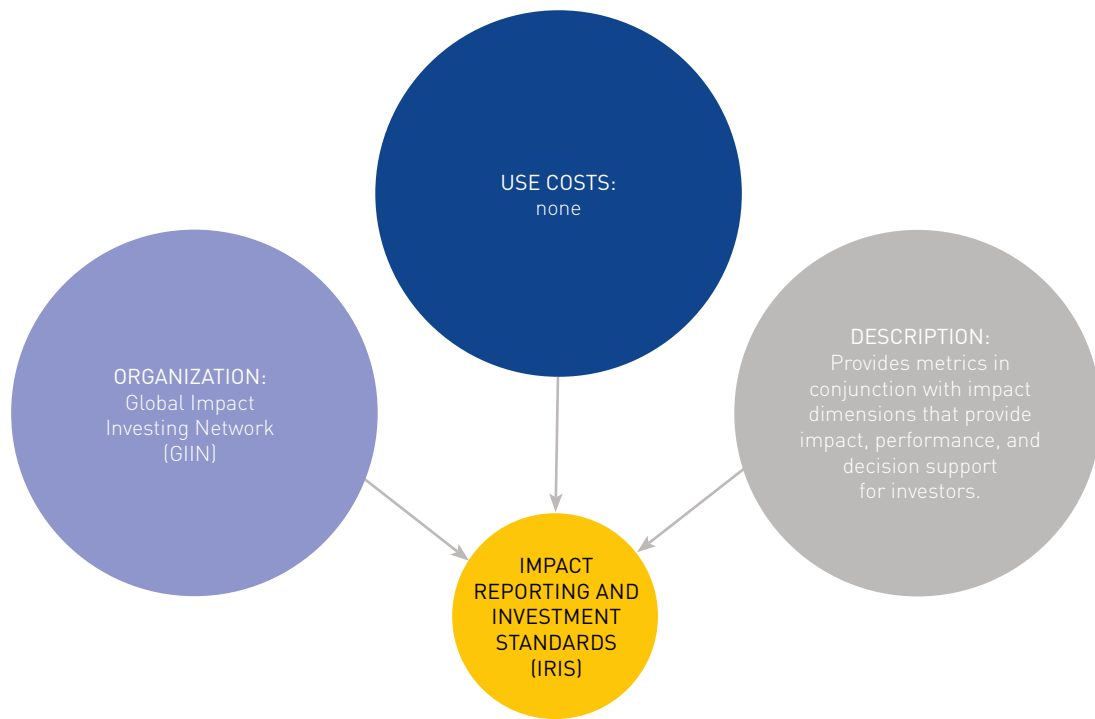 USE COSTS:
none
ORGANIZATION:
Global Impact
Investing Network
(GIIN)
DESCRIPTION:
Provides metrics in
conjunction with impact
dimensions that provide
impact, performance, and
decision support
for investors.
IMPACT
REPORTING AND
INVESTMENT
STANDARDS
(IRIS)